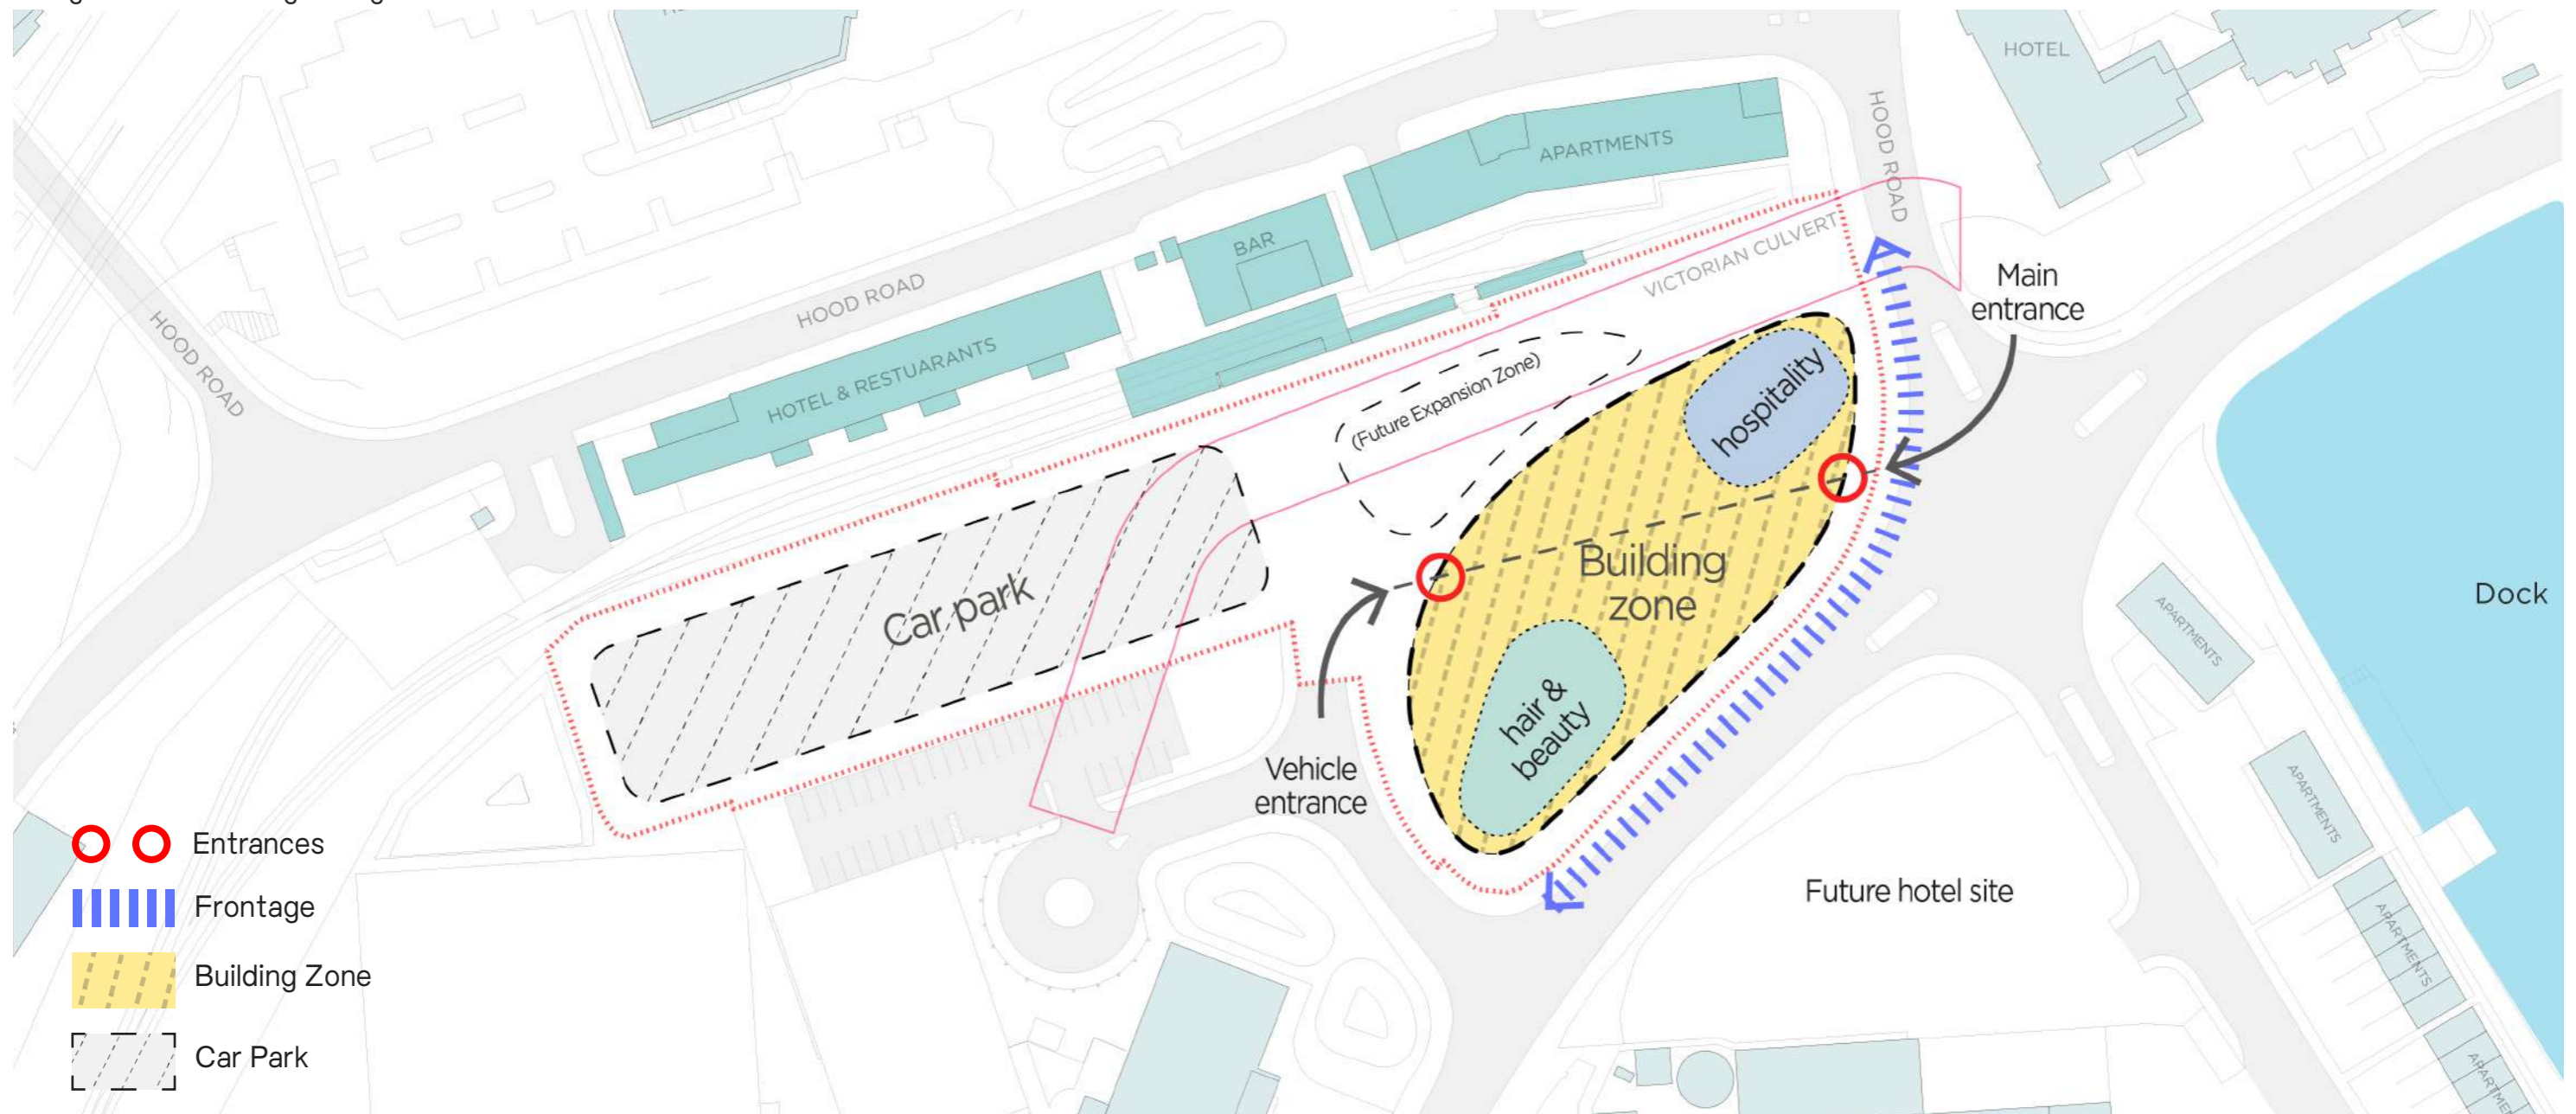 HOTEL
HOOD ROAD
APARTMENTS
BAR
VICTORIAN CULVERT
Main
entrance
HOOD ROAD
HOOD ROAD
HOTEL & RESTUARANTS
(Future Expansion Zone)
hospitality
Car park
Building
zone
Dock
APARTMENTS
hair &
beauty
Vehicle
entrance
APARTMENTS
Future hotel site
APARTMENTS
Entrances
Frontage
Building Zone
Car Park